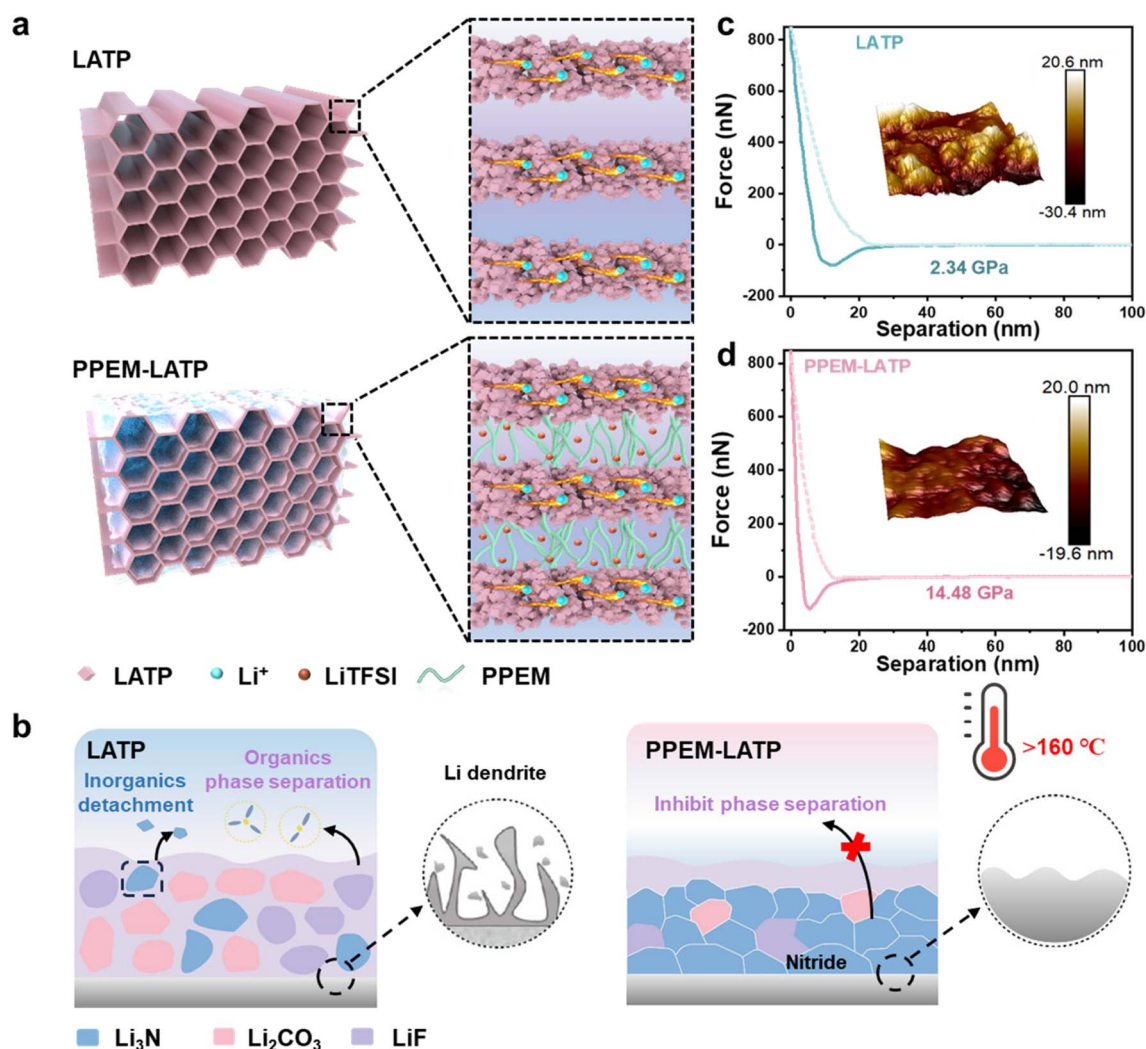 a
LATP
PPEM-LATP
LATP
Li⁺
LiTFSI
PPEM
c
800
600
400
200
0
-200
Force (nN)
LATP
20.6 nm
-30.4 nm
2.34 GPa
0
20
40
60
80
100
Separation (nm)
d
800
600
400
200
0
-200
Force (nN)
PPEM-LATP
20.0 nm
-19.6 nm
14.48 GPa
0
20
40
60
80
100
Separation (nm)
b
LATP
Inorganics
detachment
Organics
phase separation
Li dendrite
PPEM-LATP
Inhibit phase separation
>160 ℃
Nitride
Li₃N
Li₂CO₃
LiF